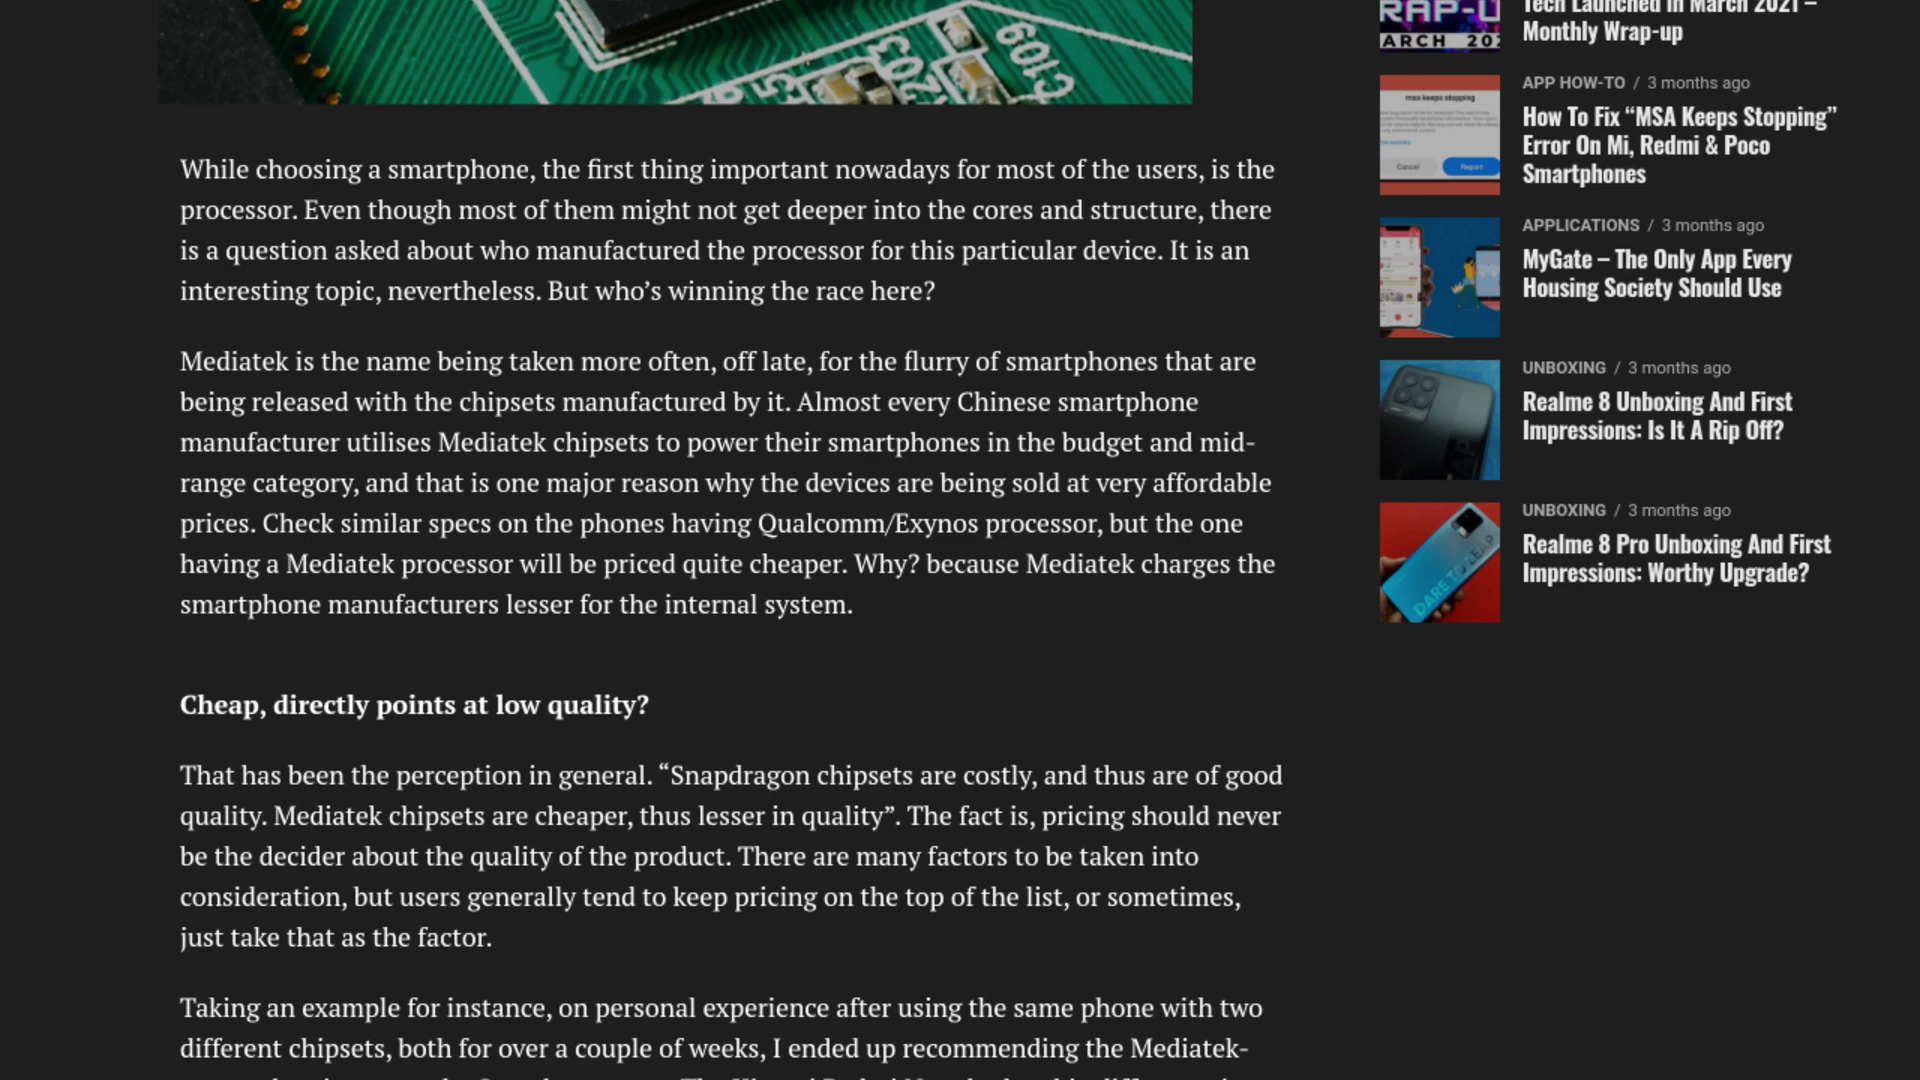 While choosing a smartphone, the first thing important nowadays for most of the users, is the
processor. Even though most of them might not get deeper into the cores and structure, there
is a question asked about who manufactured the processor for this particular device. It is an
interesting topic, nevertheless. But who’s winning the race here?
Mediatek is the name being taken more often, off late, for the flurry of smartphones that are
being released with the chipsets manufactured by it. Almost every Chinese smartphone
manufacturer utilises Mediatek chipsets to power their smartphones in the budget and mid-
range category, and that is one major reason why the devices are being sold at very affordable
prices. Check similar specs on the phones having Qualcomm/Exynos processor, but the one
having a Mediatek processor will be priced quite cheaper. Why? because Mediatek charges the
smartphone manufacturers lesser for the internal system.
Cheap, directly points at low quality?
That has been the perception in general. “Snapdragon chipsets are costly, and thus are of good
quality. Mediatek chipsets are cheaper, thus lesser in quality”. The fact is, pricing should never
be the decider about the quality of the product. There are many factors to be taken into
consideration, but users generally tend to keep pricing on the top of the list, or sometimes,
just take that as the factor.
Taking an example for instance, on personal experience after using the same phone with two
different chipsets, both for over a couple of weeks, I ended up recommending the Mediatek-
C109
RAP-U
ARCH 202
Tech Launched in March 2021 –
Monthly Wrap-up
msa keeps stopping
Cancel
Report
APP HOW-TO / 3 months ago
How To Fix “MSA Keeps Stopping”
Error On Mi, Redmi & Poco
Smartphones
APPLICATIONS / 3 months ago
MyGate – The Only App Every
Housing Society Should Use
UNBOXING / 3 months ago
Realme 8 Unboxing And First
Impressions: Is It A Rip Off?
DARE TO LEAP
UNBOXING / 3 months ago
Realme 8 Pro Unboxing And First
Impressions: Worthy Upgrade?